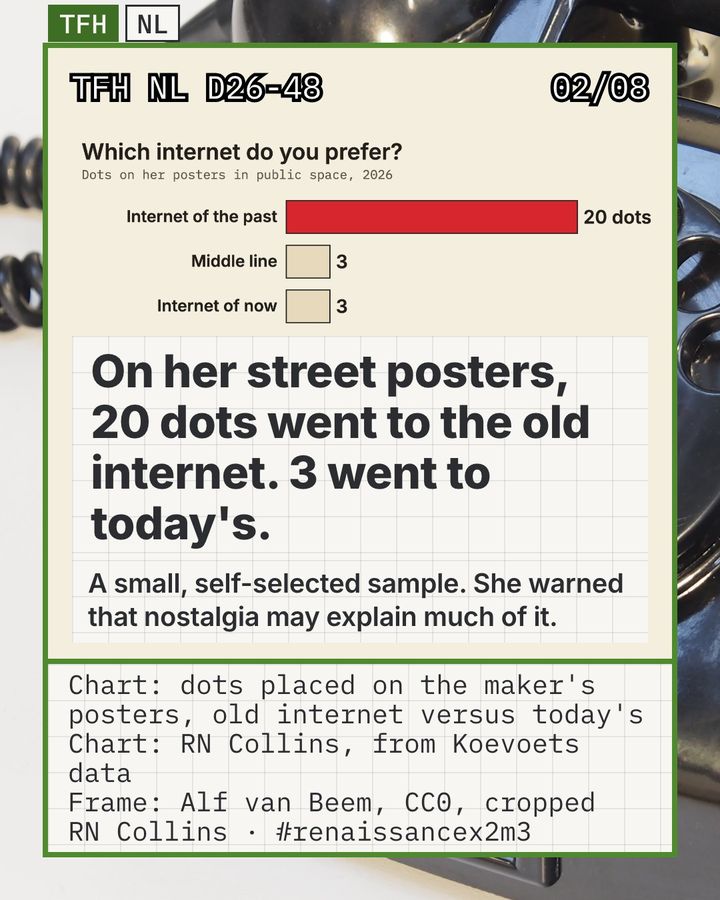 TFH NL
TFH NL D26-48 02/08
Which internet do you prefer?
Dots on her posters in public space, 2026
Internet of the past 20 dots
Middle line 3
Internet of now 3
On her street posters,
20 dots went to the old
internet. 3 went to
today's.
A small, self-selected sample. She warned
that nostalgia may explain much of it.
Chart: dots placed on the maker's
posters, old internet versus today's
Chart: RN Collins, from Koevoets
data
Frame: Alf van Beem, CC0, cropped
RN Collins · #renaissancex2m3